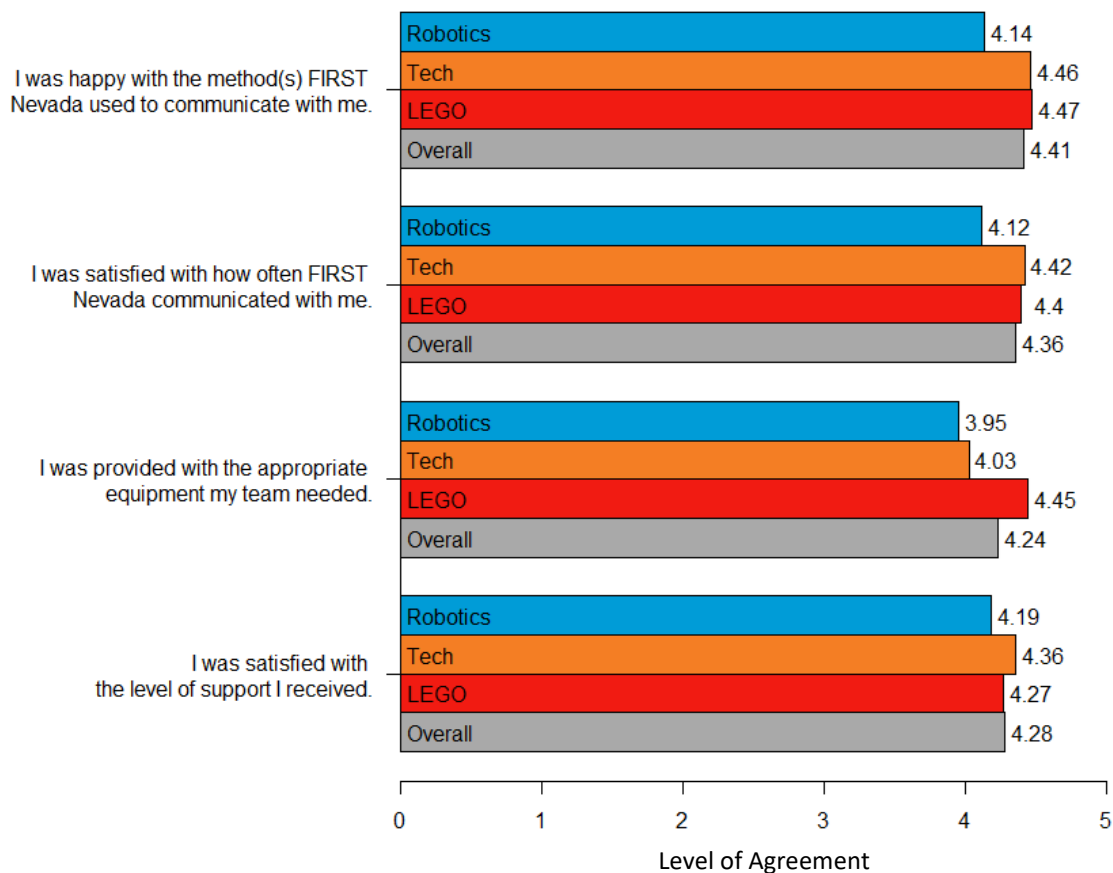 Robotics 4.14
I was happy with the method(s) FIRST
Tech 4.46
Nevada used to communicate with me.
LEGO 4.47
Overall 4.41
Robotics 4.12
I was satisfied with how often FIRST
Tech 4.42
Nevada communicated with me.
LEGO 4.4
Overall 4.36
Robotics 3.95
I was provided with the appropriate
Tech 4.03
equipment my team needed.
LEGO 4.45
Overall 4.24
Robotics 4.19
I was satisfied with
Tech 4.36
the level of support I received.
LEGO 4.27
Overall 4.28
0 1 2 3 4 5
Level of Agreement